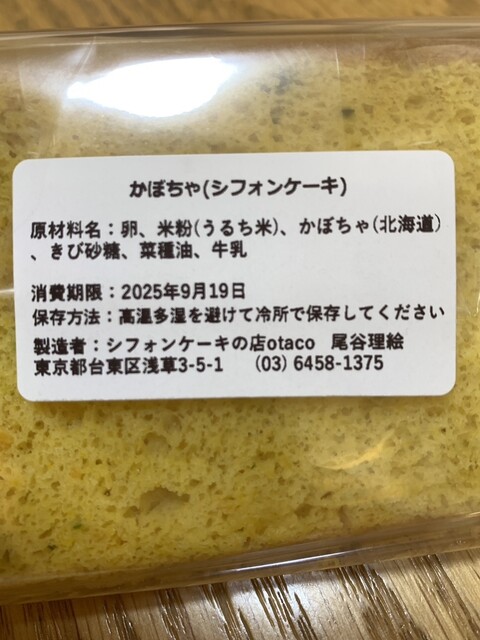 かぼちゃ(シフォンケーキ)
原材料名：卵、米粉(うるち米)、かぼちゃ(北海道)
、きび砂糖、菜種油、牛乳
消費期限：2025年9月19日
保存方法：高温多湿を避けて冷所で保存してください
製造者：シフォンケーキの店otaco 尾谷理絵
東京都台東区浅草3-5-1 (03) 6458-1375